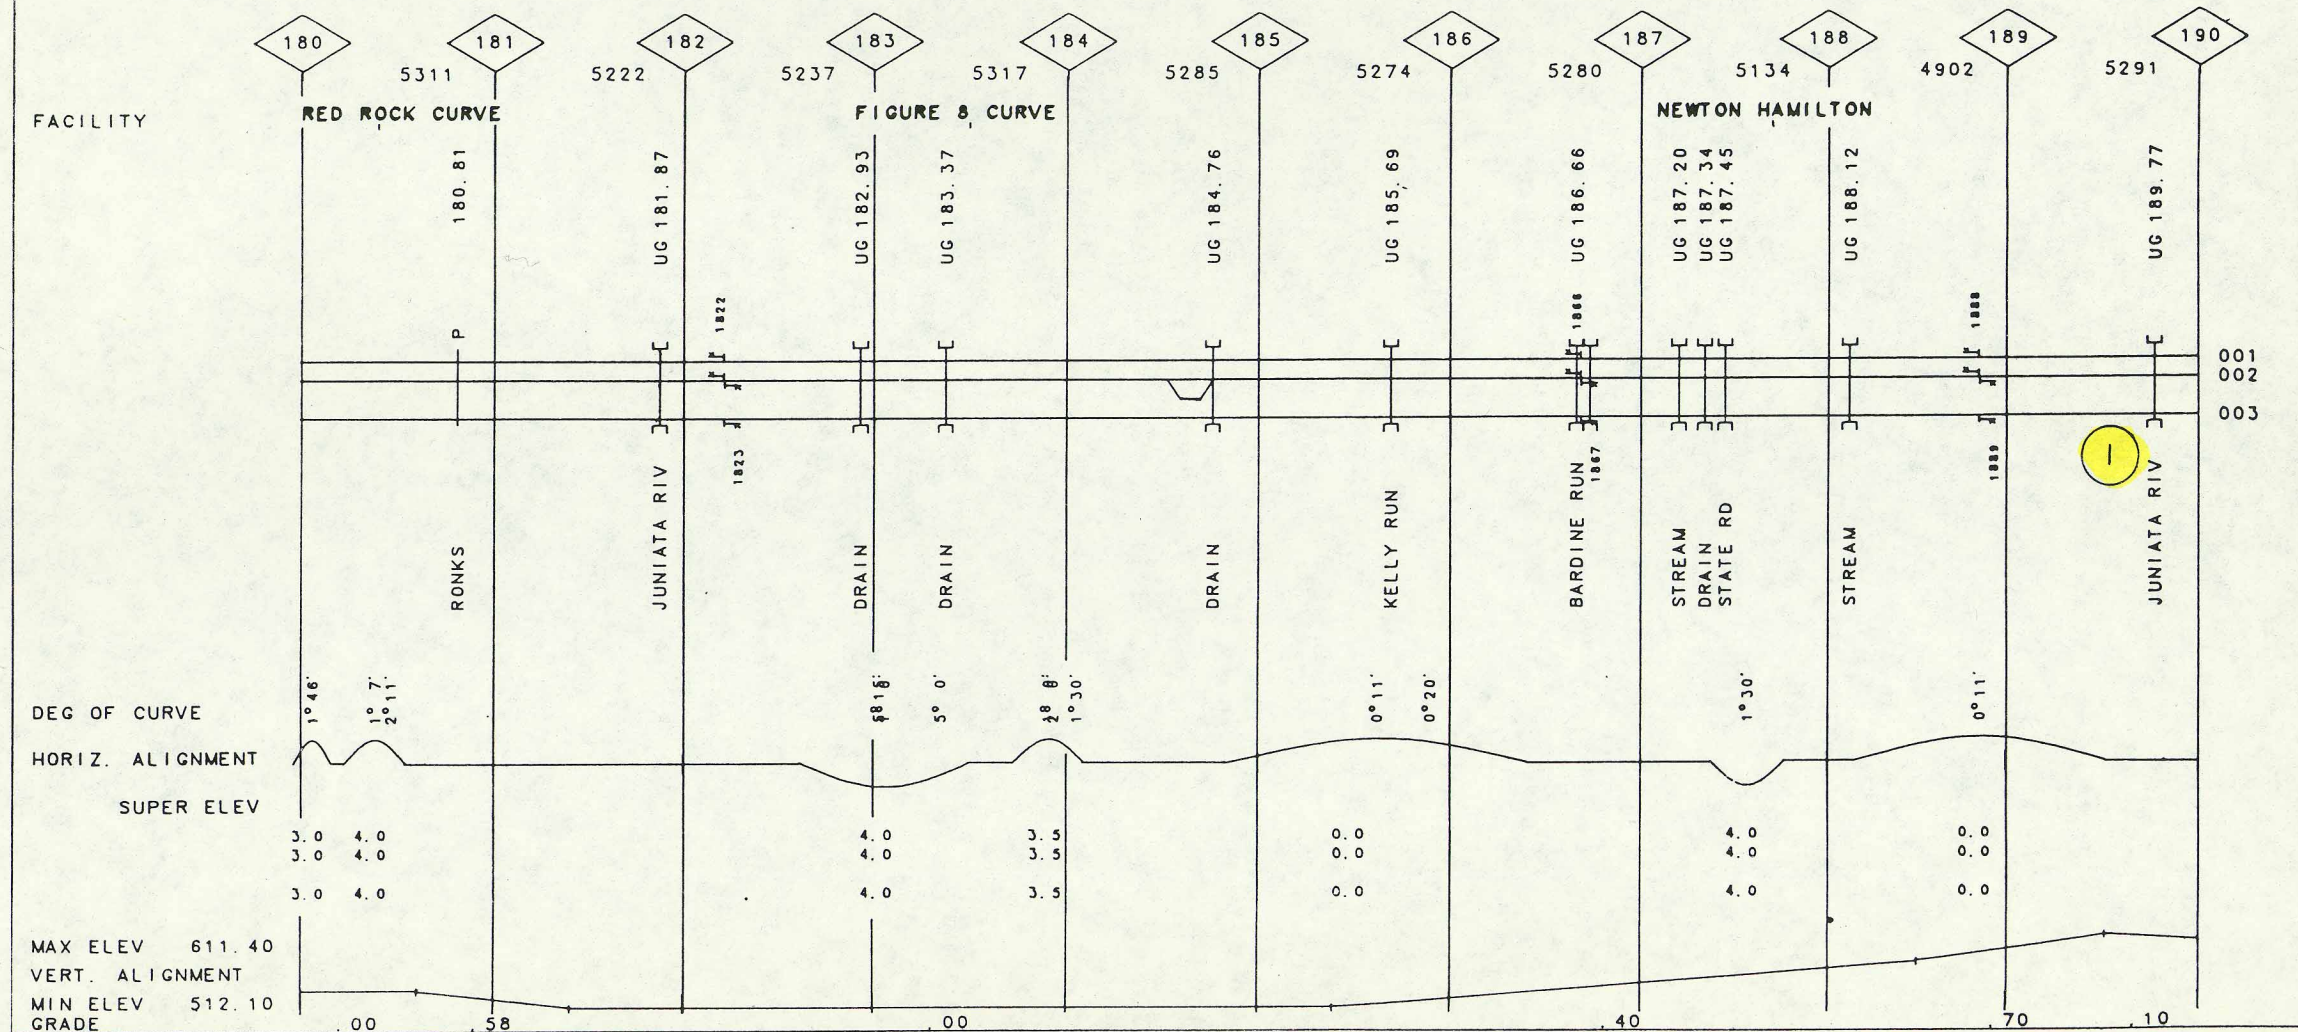 180 181 182 183 184 185 186 187 188 189 190
5311 5222 5237 5317 5285 5274 5280 5134 4902 5291
FACILITY RED ROCK CURVE FIGURE 8 CURVE NEWTON HAMILTON
180.81
UG 181.87
UG 182.93
UG 183.37
UG 184.76
UG 185.69
UG 186.66
UG 187.20
UG 187.34
UG 187.45
UG 188.12
UG 189.77
P
1822
1866
1888
001
002
003
1823
1867
1889
1
RONKS
JUNIATA RIV
DRAIN
DRAIN
DRAIN
KELLY RUN
BARDINE RUN
STREAM
DRAIN
STATE RD
STREAM
JUNIATA RIV
DEG OF CURVE
1°46'
1° 7'
2°11'
5° 0'
1°30'
0°11'
0°20'
1°30'
0°11'
HORIZ. ALIGNMENT
SUPER ELEV
3.0 4.0 4.0 3.5 0.0 4.0 0.0
3.0 4.0 4.0 3.5 0.0 4.0 0.0
3.0 4.0 4.0 3.5 0.0 4.0 0.0
MAX ELEV 611.40
VERT. ALIGNMENT
MIN ELEV 512.10
GRADE .00 .58 .00 .40 .70 .10